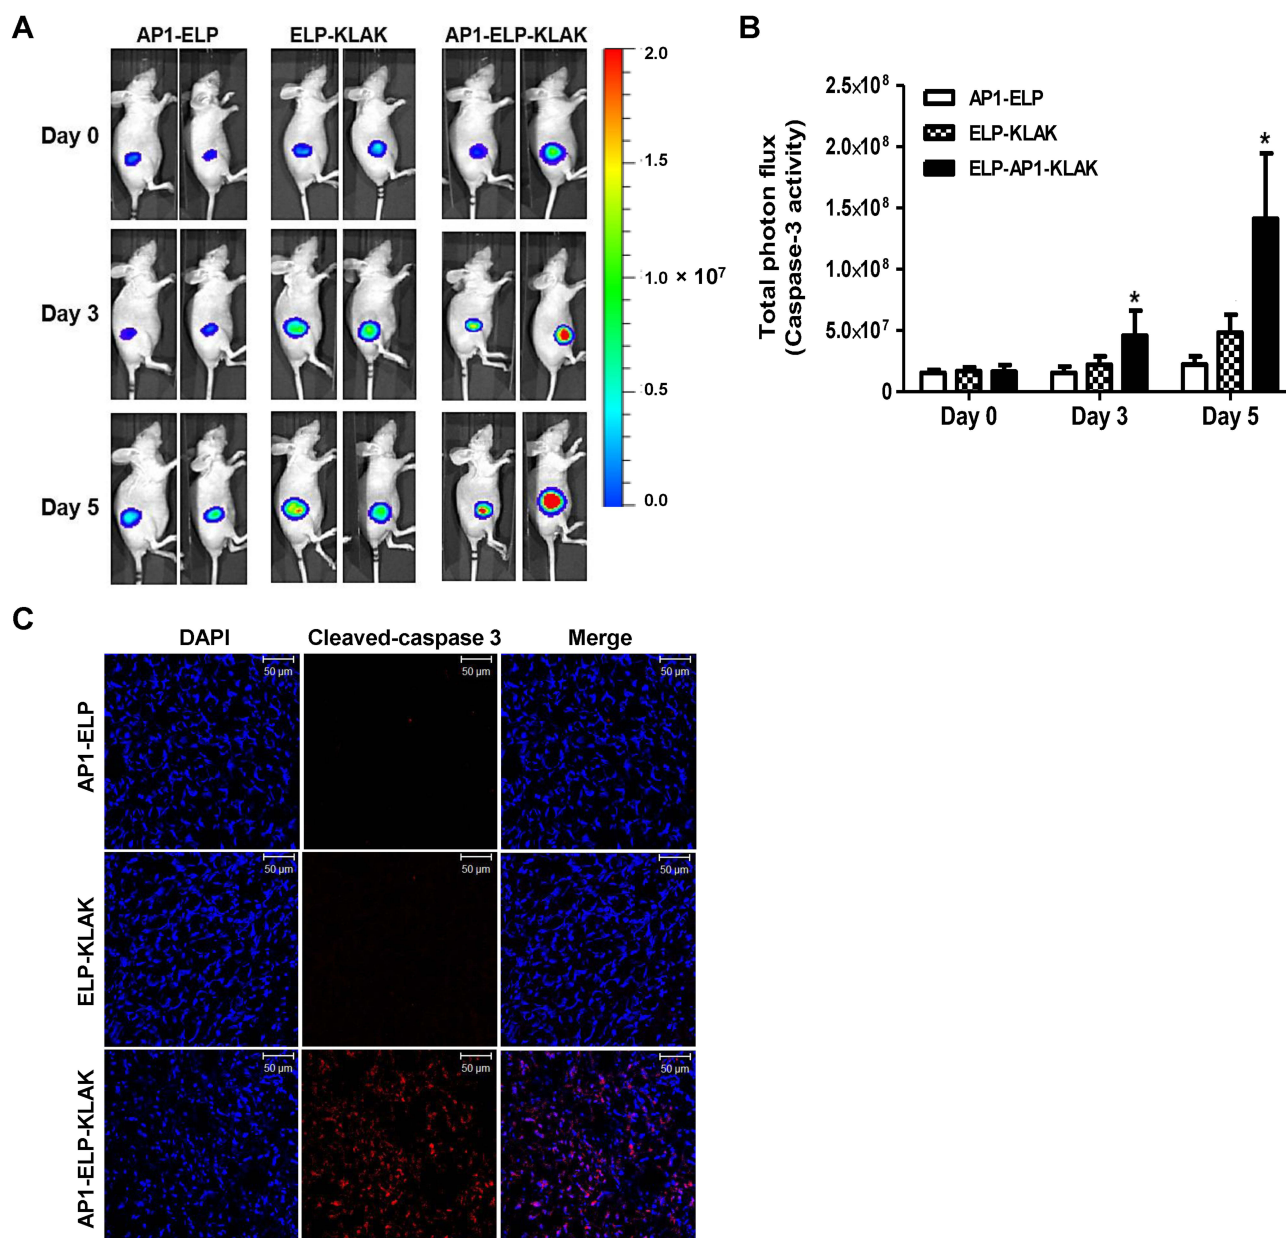 A
AP1-ELP
ELP-KLAK
AP1-ELP-KLAK
Day 0
Day 3
Day 5
2.0
1.5
1.0 × 10⁷
0.5
0.0
B
Total photon flux
(Caspase-3 activity)
2.5x10⁸
2.0x10⁸
1.5x10⁸
1.0x10⁸
5.0x10⁷
0
AP1-ELP
ELP-KLAK
ELP-AP1-KLAK
*
*
Day 0
Day 3
Day 5
C
DAPI
Cleaved-caspase 3
Merge
AP1-ELP
50 µm
50 µm
50 µm
ELP-KLAK
50 µm
50 µm
50 µm
AP1-ELP-KLAK
50 µm
50 µm
50 µm